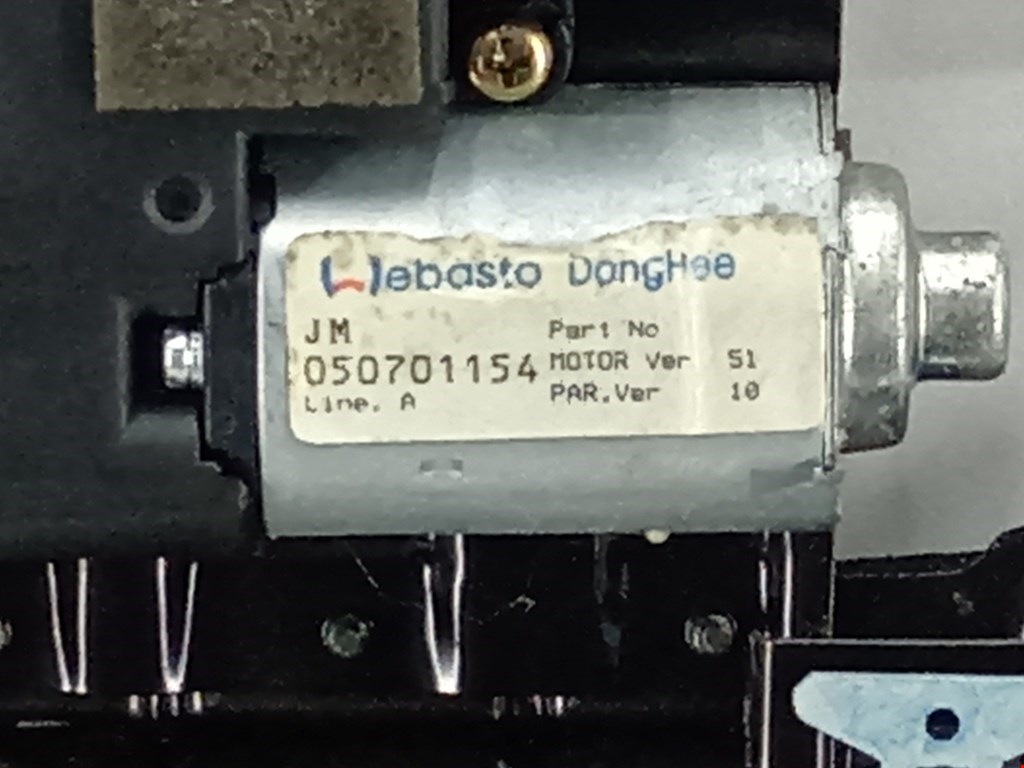 Webasto DongHee
JM
050701154
Line. A
Part No
MOTOR Ver 51
PAR.Ver 10